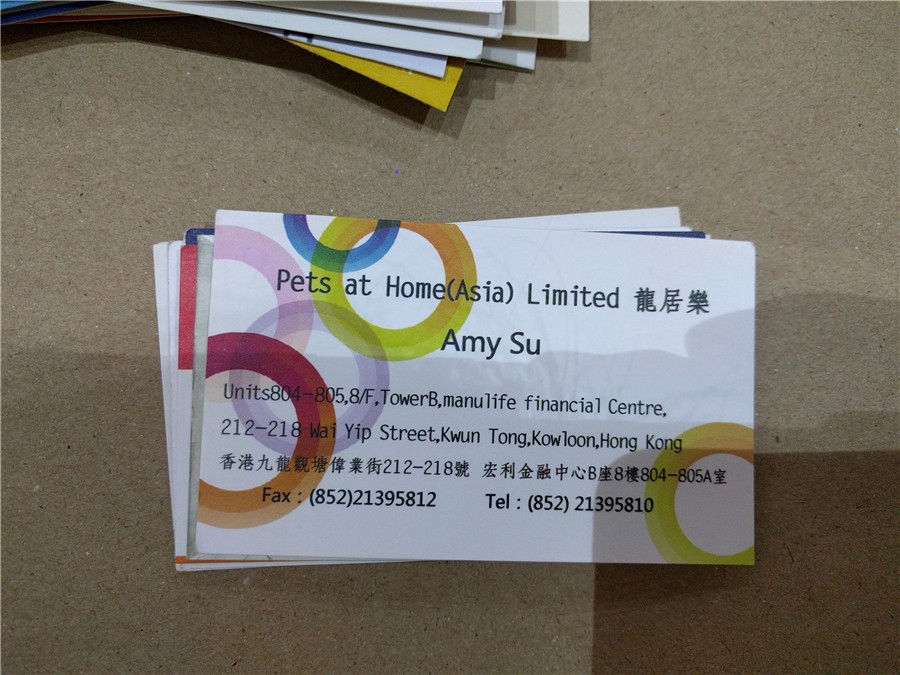 Pets at Home(Asia) Limited 龍居樂
Amy Su
Units804-805,8/F,TowerB,manulife financial Centre,
212-218 Wai Yip Street,Kwun Tong,Kowloon,Hong Kong
香港九龍觀塘偉業街212-218號 宏利金融中心B座8樓804-805A室
Fax : (852)21395812 Tel : (852) 21395810